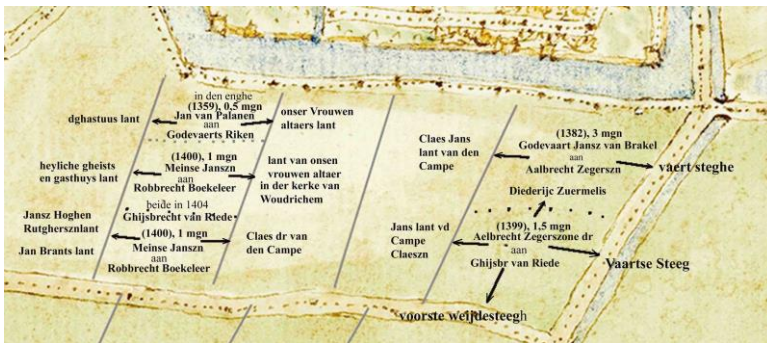 in den enghe
(1359), 0,5 mgn
dghastuus lant
Jan van Palanen
aan
Godevaerts Riken
onser Vrouwen
altaers lant
heyliche gheists
en gasthuys lant
(1400), 1 mgn
Meinse Janszn
aan
Robbrecht Boekeleer
lant van onsen
vrouwen altaer
in der kerke van
Woudrichem
beide in 1404
Ghijsbrecht van Riede
Jansz Hoghen
Ruthgersznlant
Jan Brants lant
(1400), 1 mgn
Meinse Janszn
aan
Robbrecht Boekeleer
Claes dr van
den Campe
Claes Jans
lant van den
Campe
(1382), 3 mgn
Godevaart Jansz van Brakel
aan
Aalbrecht Zegerszn
vaert steghe
Diederijc Zuermelis
Jans lant vd
Campe
Claeszn
(1399), 1,5 mgn
Aelbrecht Zegerszone dr
aan
Ghijsbr van Riede
Vaartse Steeg
voorste weijdesteegh